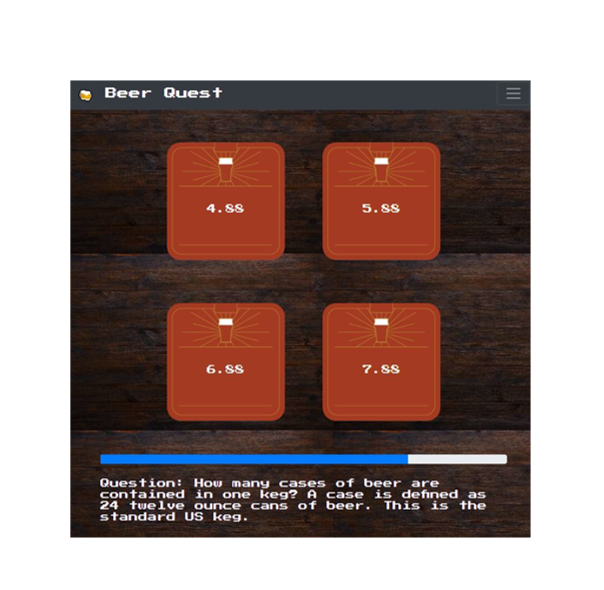 Beer Quest
4.88
5.88
6.88
7.88
Question: How many cases of beer are
contained in one keg? A case is defined as
24 twelve ounce cans of beer. This is the
standard US keg.